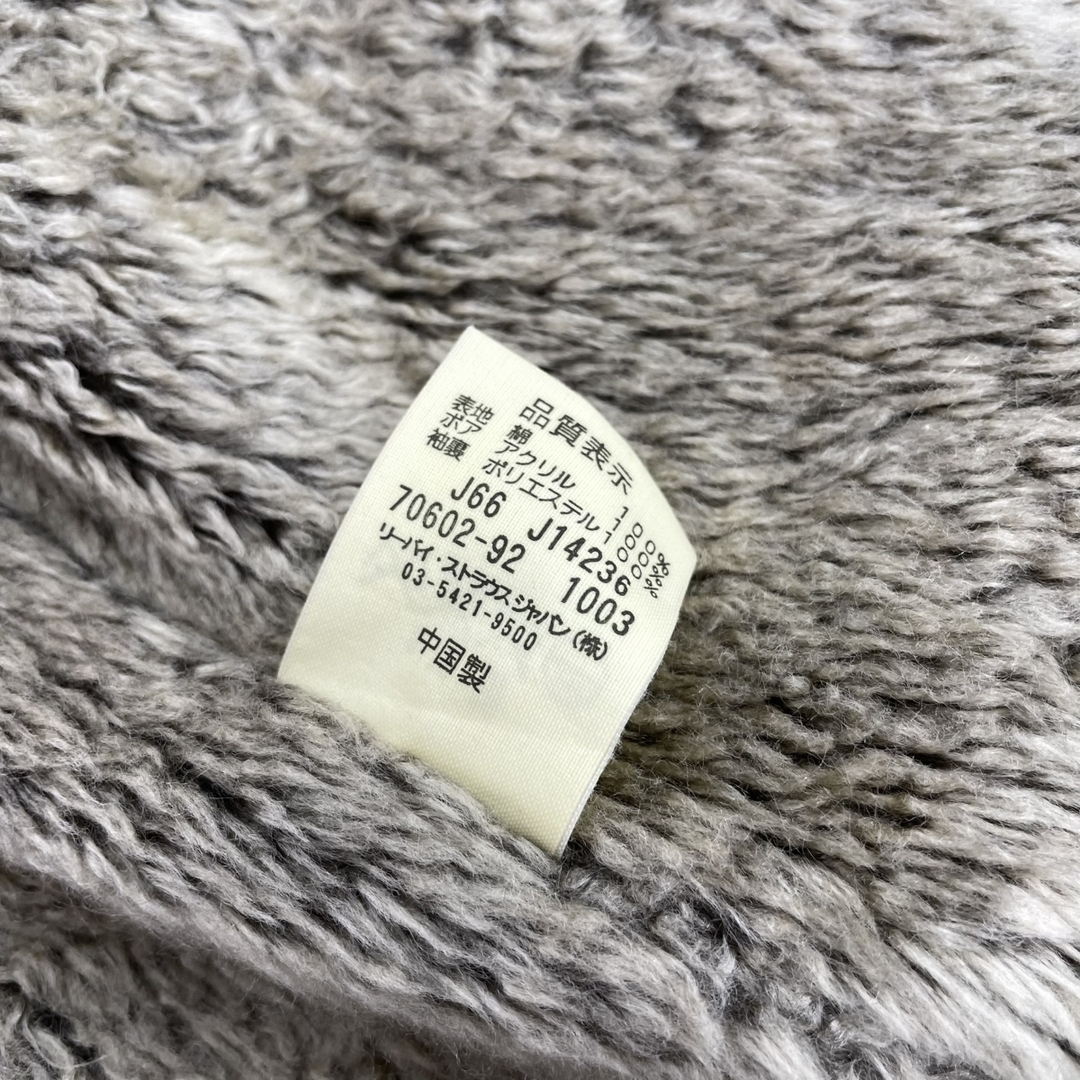 品質表示
表地 綿 100%
ボア アクリル 100%
袖裏 ポリエステル 100%
J66 J14236
70602-92 1003
リーバイ・ストラウス ジャパン(株)
03-5421-9500
中国製